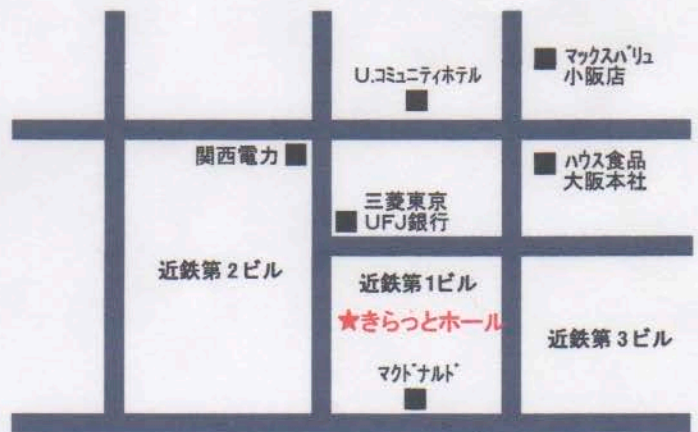 マックスバリュ
小阪店
U.コミュニティホテル
関西電力
ハウス食品
大阪本社
三菱東京
UFJ銀行
近鉄第2ビル
近鉄第1ビル
★きらっとホール
近鉄第3ビル
マクドナルド